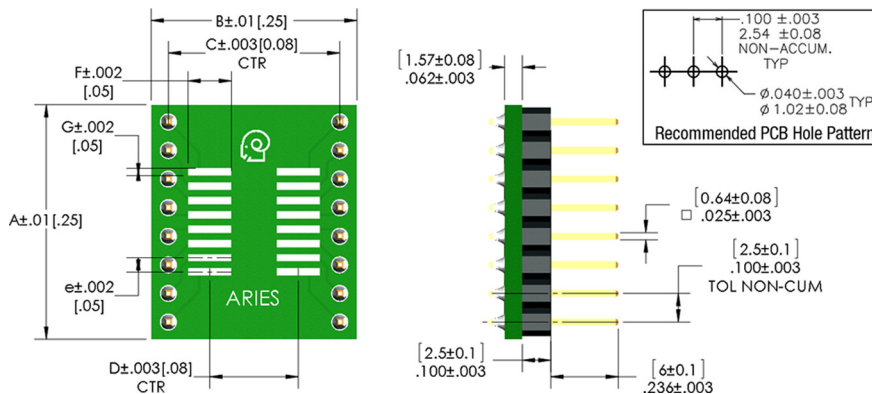 B±.01[.25]
C±.003[0.08]
CTR
F±.002
[.05]
G±.002
[.05]
A±.01[.25]
e±.002
[.05]
ARIES
D±.003[.08]
CTR
[1.57±0.08]
.062±.003
[0.64±0.08]
□ .025±.003
[2.5±0.1]
.100±.003
TOL NON-CUM
[2.5±0.1]
.100±.003
[6±0.1]
.236±.003
.100 ±.003
2.54 ±0.08
NON-ACCUM.
TYP
Ø.040±.003
Ø1.02±0.08 TYP
Recommended PCB Hole Pattern